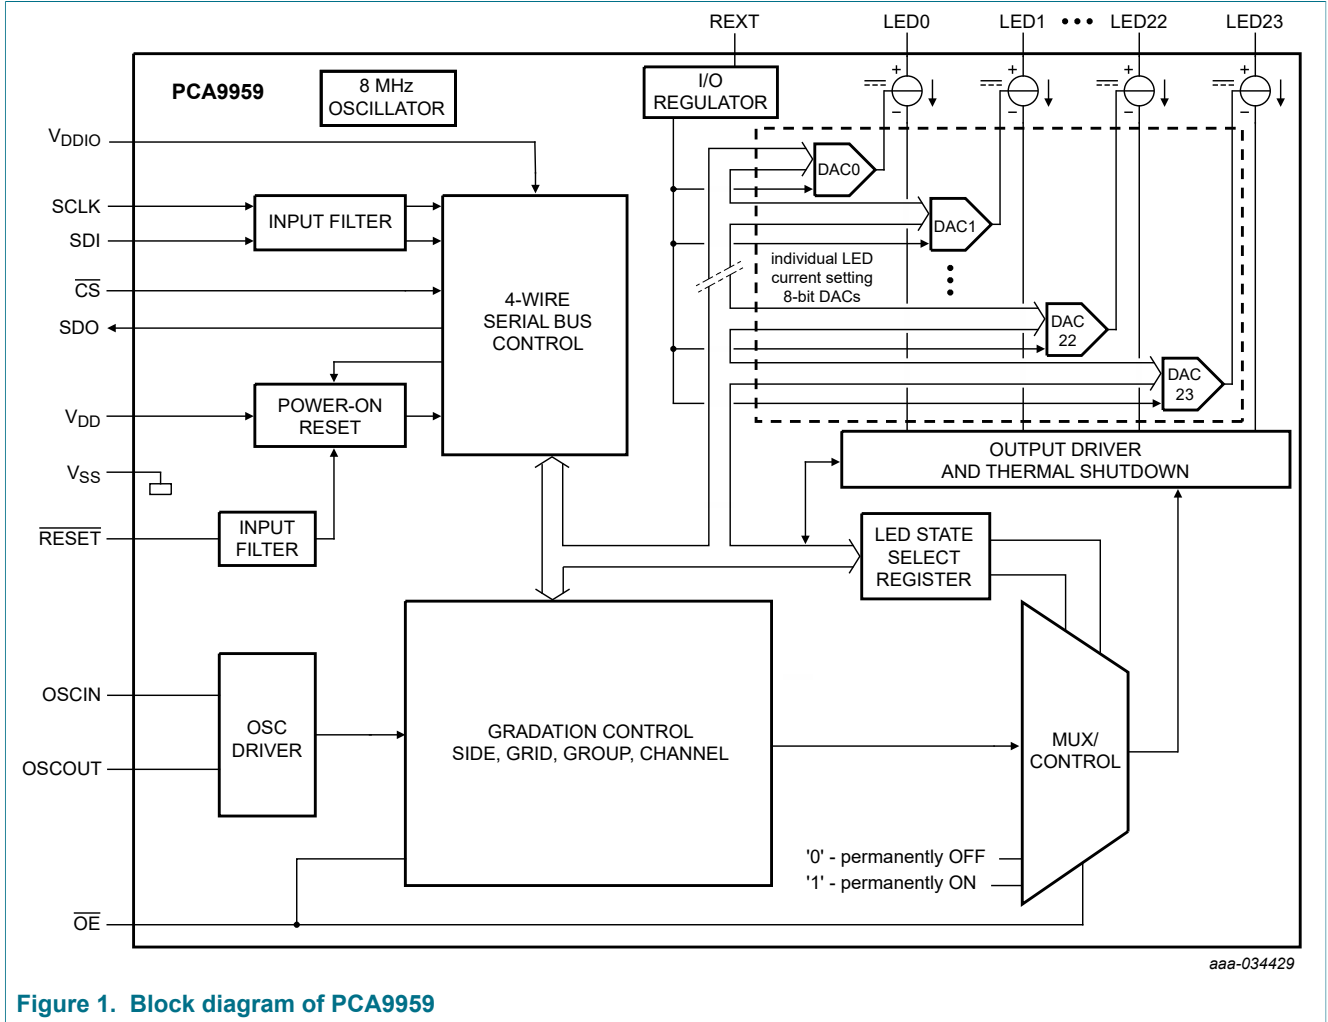 REXT LED0 LED1 ••• LED22 LED23
PCA9959
8 MHz
OSCILLATOR
I/O
REGULATOR
+ + + +
− − − −
VDDIO
DAC0
SCLK
INPUT FILTER
SDI
DAC1
individual LED
current setting
8-bit DACs
CS
4-WIRE
SERIAL BUS
CONTROL
SDO
DAC
22
DAC
23
POWER-ON
RESET
VDD
OUTPUT DRIVER
AND THERMAL SHUTDOWN
VSS
RESET
INPUT
FILTER
LED STATE
SELECT
REGISTER
OSCIN
OSC
DRIVER
OSCOUT
GRADATION CONTROL
SIDE, GRID, GROUP, CHANNEL
MUX/
CONTROL
'0' - permanently OFF
'1' - permanently ON
OE
aaa-034429
Figure 1. Block diagram of PCA9959